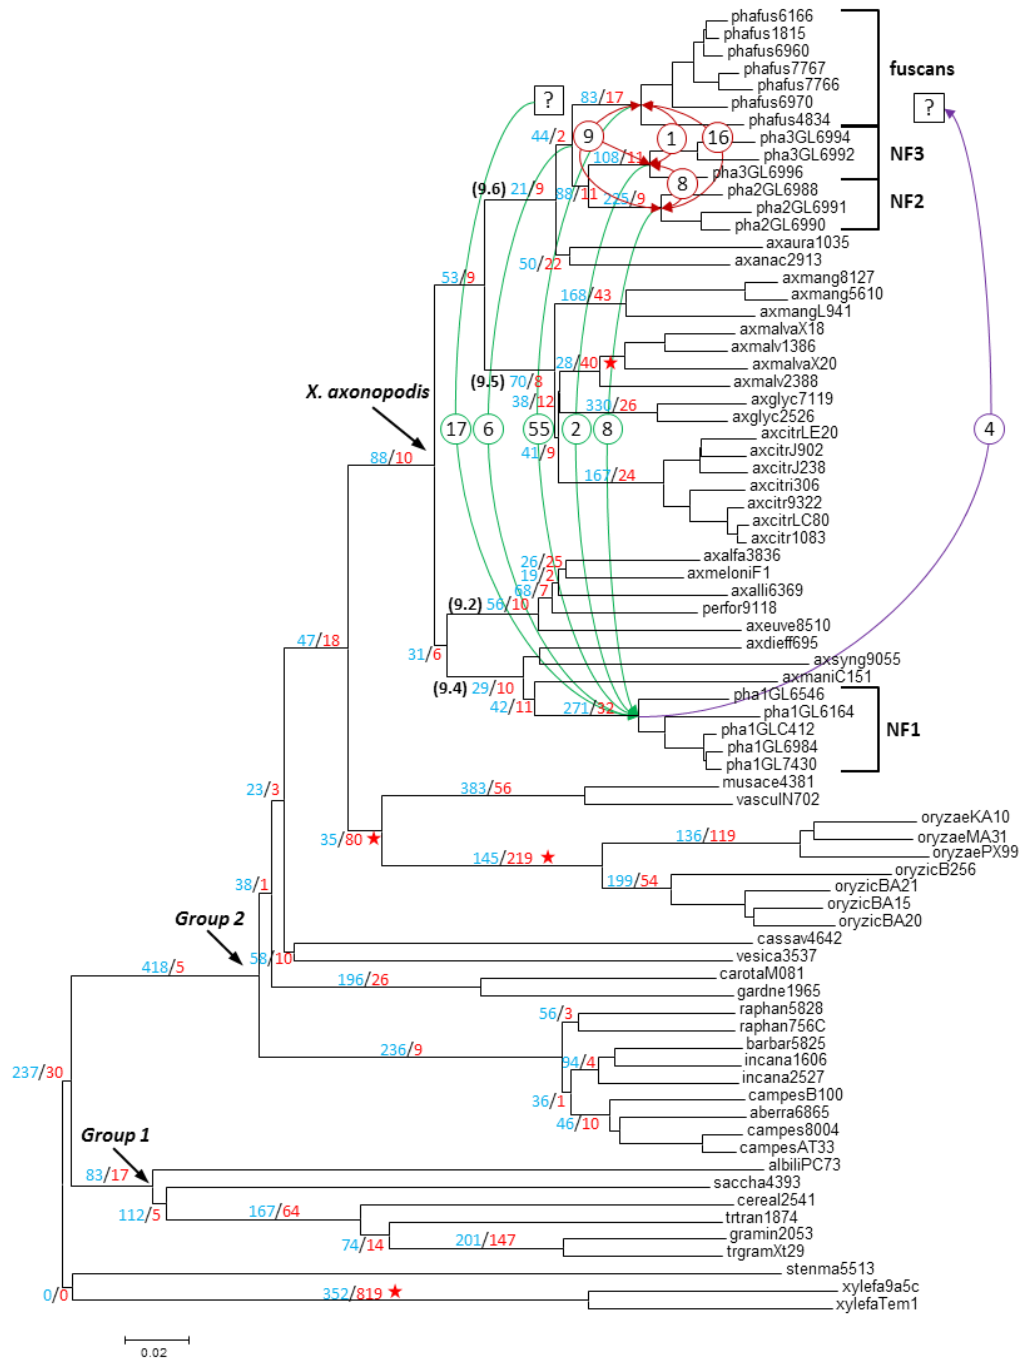 phafus6166
phafus1815
phafus6960
phafus7767
phafus7766
phafus6970
phafus4834
fuscans
?
?
83/17
44/2
9
1
16
pha3GL6994
pha3GL6992
pha3GL6996
NF3
108/11
8
pha2GL6988
pha2GL6991
pha2GL6990
NF2
(9.6) 21/9
88/11
225/9
axaura1035
axanac2913
50/22
53/9
axmang8127
axmang5610
axmangL941
168/43
axmalvaX18
axmalv1386
axmalvaX20
axmalv2388
28/40 ★
(9.5) 70/8
X. axonopodis
38/12
330/26
axglyc7119
axglyc2526
17
6
55
2
8
4
41/9
88/10
167/24
axcitrLE20
axcitrJ902
axcitrJ238
axcitri306
axcitr9322
axcitrLC80
axcitr1083
26/25
19/2
68/7
axalfa3836
axmeloniF1
axalli6369
perfor9118
axeuve8510
(9.2) 56/10
47/18
31/6
axdieff695
axsyng9055
axmaniC151
(9.4) 29/10
42/11
271/32
pha1GL6546
pha1GL6164
pha1GLC412
pha1GL6984
pha1GL7430
NF1
23/3
383/56
musace4381
vasculN702
35/80 ★
145/219 ★
136/119
oryzaeKA10
oryzaeMA31
oryzaePX99
199/54
oryzicB256
oryzicBA21
oryzicBA15
oryzicBA20
38/1
Group 2
58/10
cassav4642
vesica3537
418/5
196/26
carotaM081
gardne1965
56/3
raphan5828
raphan756C
236/9
94/4
barbar5825
incana1606
incana2527
237/30
36/1
46/10
campesB100
aberra6865
campes8004
campesAT33
Group 1
83/17
albiliPC73
saccha4393
112/5
167/64
cereal2541
trtran1874
74/14
201/147
gramin2053
trgramXt29
stenma5513
0/0
352/819 ★
xylefa9a5c
xylefaTem1
0.02